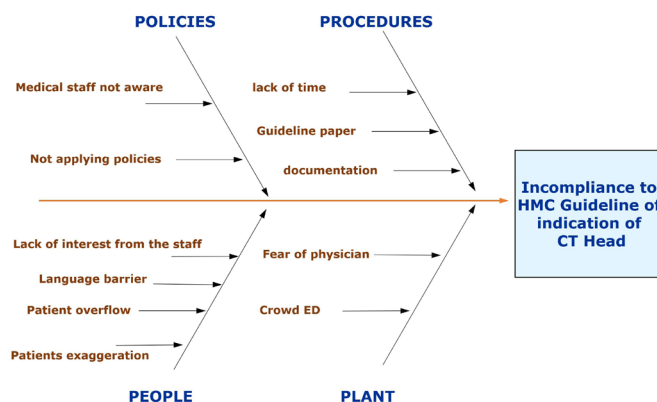 POLICIES
PROCEDURES
Medical staff not aware
lack of time
Guideline paper
Not applying policies
documentation
Incompliance to
HMC Guideline of
indication of
CT Head
Lack of interest from the staff
Fear of physician
Language barrier
Patient overflow
Crowd ED
Patients exaggeration
PEOPLE
PLANT